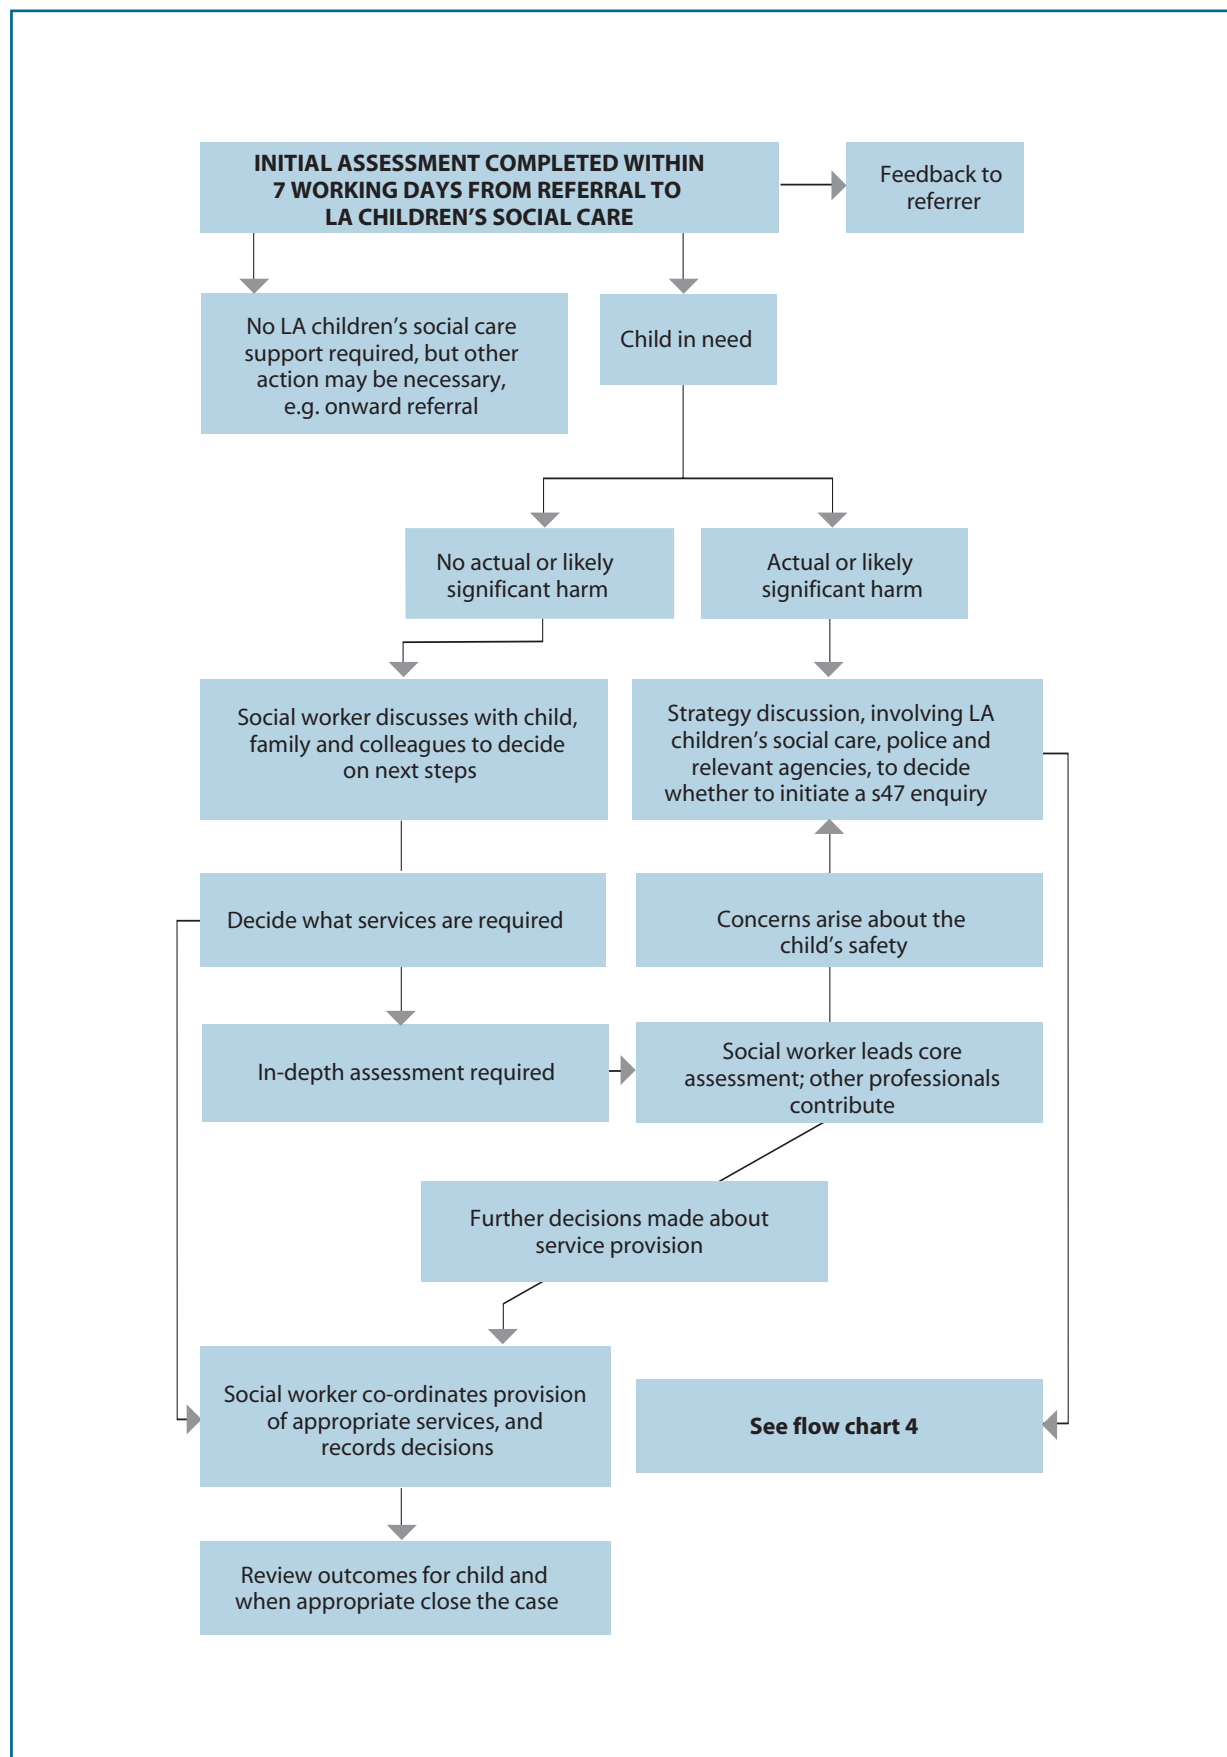 INITIAL ASSESSMENT COMPLETED WITHIN
7 WORKING DAYS FROM REFERRAL TO
LA CHILDREN’S SOCIAL CARE
Feedback to
referrer
No LA children’s social care
support required, but other
action may be necessary,
e.g. onward referral
Child in need
No actual or likely
significant harm
Actual or likely
significant harm
Social worker discusses with child,
family and colleagues to decide
on next steps
Strategy discussion, involving LA
children’s social care, police and
relevant agencies, to decide
whether to initiate a s47 enquiry
Decide what services are required
Concerns arise about the
child’s safety
In-depth assessment required
Social worker leads core
assessment; other professionals
contribute
Further decisions made about
service provision
Social worker co-ordinates provision
of appropriate services, and
records decisions
See flow chart 4
Review outcomes for child and
when appropriate close the case